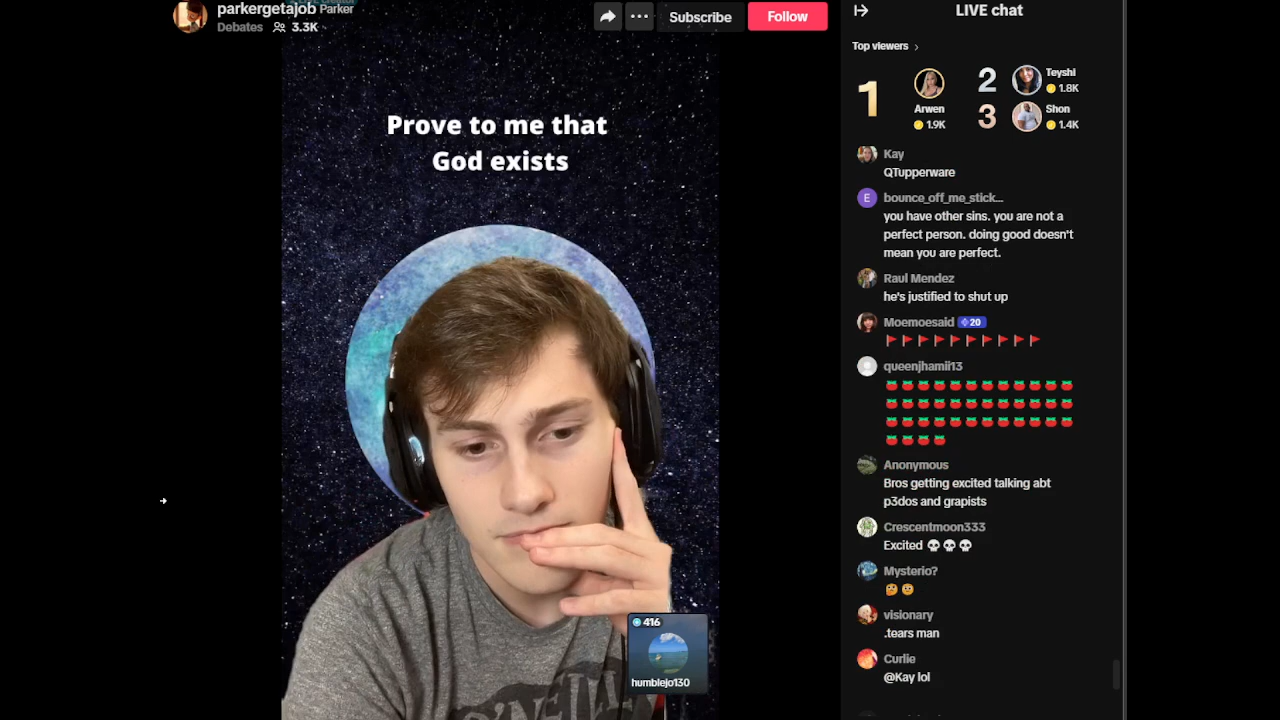 parkergetajob Parker
Debates 3.3K
Subscribe
Follow
Prove to me that
God exists
416
humblejo130
LIVE chat
Top viewers
1
Arwen
1.9K
2
Teyshi
1.8K
3
Shon
1.4K
Kay
QTupperware
E
bounce_off_me_stick...
you have other sins. you are not a
perfect person. doing good doesn't
mean you are perfect.
Raul Mendez
he's justified to shut up
Moemoesaid 20
queenjhamii13
Anonymous
Bros getting excited talking abt
p3dos and grapists
Crescentmoon333
Excited
Mysterio?
visionary
.tears man
Curlie
@Kay lol